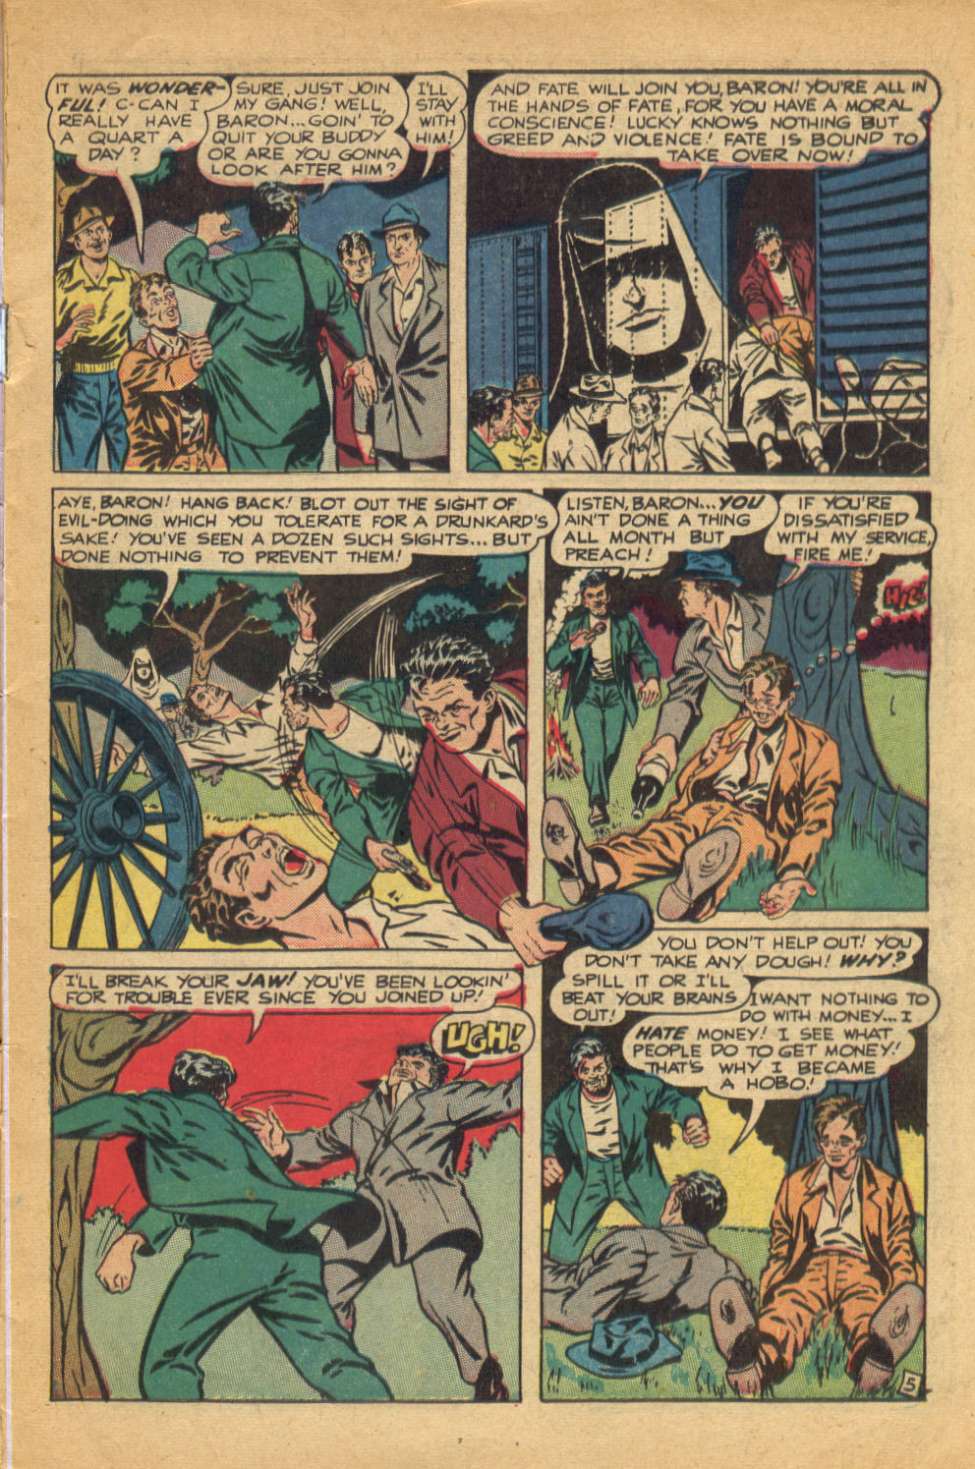 IT WAS WONDER-
FUL! C-CAN I
REALLY HAVE
A QUART A
DAY?
SURE, JUST JOIN
MY GANG! WELL,
BARON...GOIN' TO
QUIT YOUR BUDDY
OR ARE YOU GONNA
LOOK AFTER HIM?
I'LL
STAY
WITH
HIM!
AND FATE WILL JOIN YOU, BARON! YOU'RE ALL IN
THE HANDS OF FATE, FOR YOU HAVE A MORAL
CONSCIENCE! LUCKY KNOWS NOTHING BUT
GREED AND VIOLENCE! FATE IS BOUND TO
TAKE OVER NOW!
AYE, BARON! HANG BACK! BLOT OUT THE SIGHT OF
EVIL-DOING WHICH YOU TOLERATE FOR A DRUNKARD'S
SAKE! YOU'VE SEEN A DOZEN SUCH SIGHTS... BUT
DONE NOTHING TO PREVENT THEM!
LISTEN, BARON... YOU
AIN'T DONE A THING
ALL MONTH BUT
PREACH!
IF YOU'RE
DISSATISFIED
WITH MY SERVICE,
FIRE ME!
HIC!
I'LL BREAK YOUR JAW! YOU'VE BEEN LOOKIN'
FOR TROUBLE EVER SINCE YOU JOINED UP!
UGH!
YOU DON'T HELP OUT! YOU
DON'T TAKE ANY DOUGH! WHY?
SPILL IT OR I'LL
BEAT YOUR BRAINS
OUT!
I WANT NOTHING TO
DO WITH MONEY... I
HATE MONEY! I SEE WHAT
PEOPLE DO TO GET MONEY!
THAT'S WHY I BECAME
A HOBO!
5